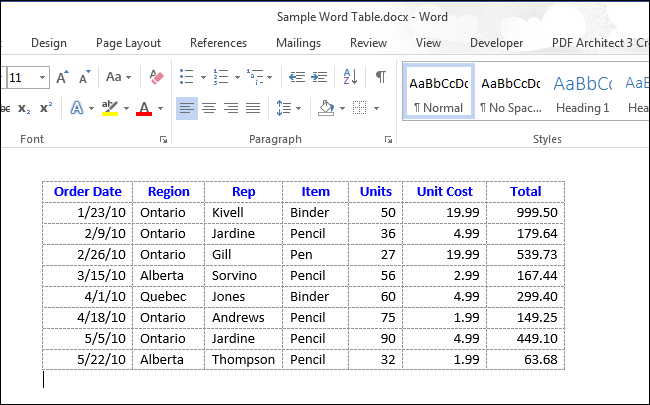 Sample Word Table.docx - Word
Design Page Layout References Mailings Review View Developer PDF Architect 3 Cr
11 Aa
abc x₂ x² A aby A
AaBbCcDc AaBbCcDc AaBbCc AaB
¶ Normal ¶ No Spac... Heading 1 Hea
Font Paragraph Styles
Order Date Region Rep Item Units Unit Cost Total
1/23/10 Ontario Kivell Binder 50 19.99 999.50
2/9/10 Ontario Jardine Pencil 36 4.99 179.64
2/26/10 Ontario Gill Pen 27 19.99 539.73
3/15/10 Alberta Sorvino Pencil 56 2.99 167.44
4/1/10 Quebec Jones Binder 60 4.99 299.40
4/18/10 Ontario Andrews Pencil 75 1.99 149.25
5/5/10 Ontario Jardine Pencil 90 4.99 449.10
5/22/10 Alberta Thompson Pencil 32 1.99 63.68